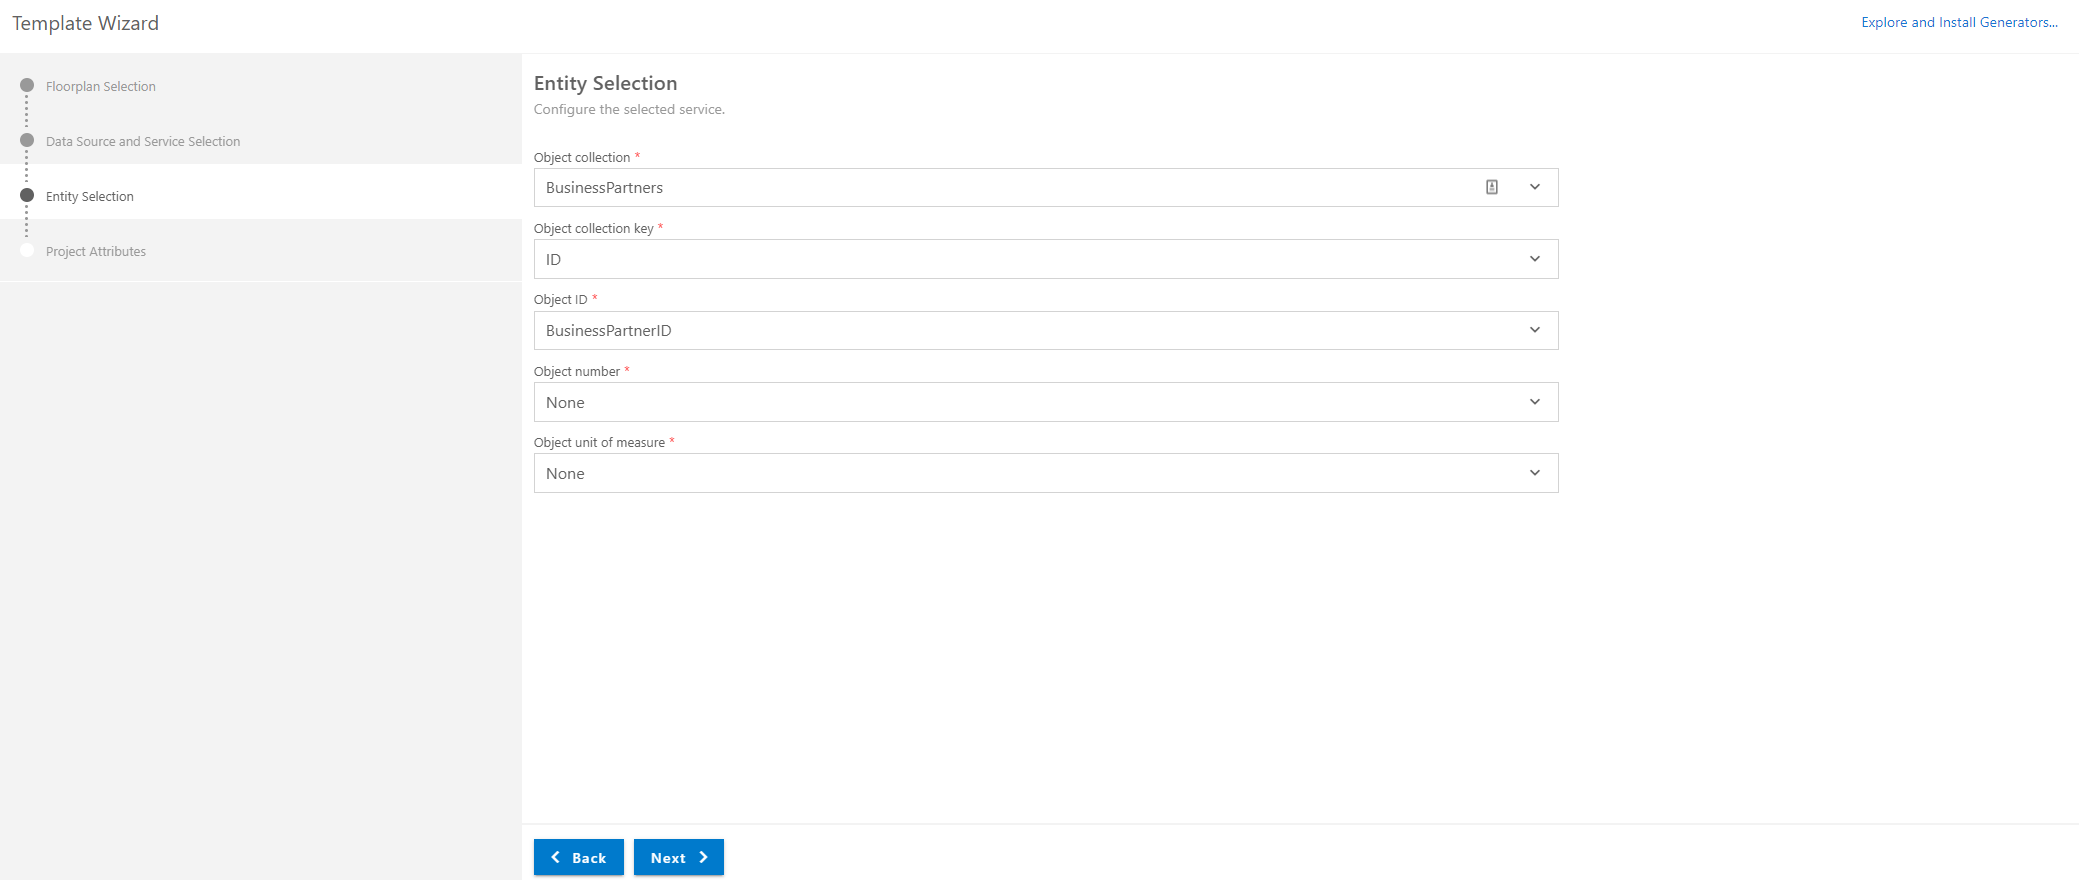 Template Wizard
Explore and Install Generators...
Floorplan Selection
Data Source and Service Selection
Entity Selection
Project Attributes
Entity Selection
Configure the selected service.
Object collection *
BusinessPartners
Object collection key *
ID
Object ID *
BusinessPartnerID
Object number *
None
Object unit of measure *
None
Back
Next